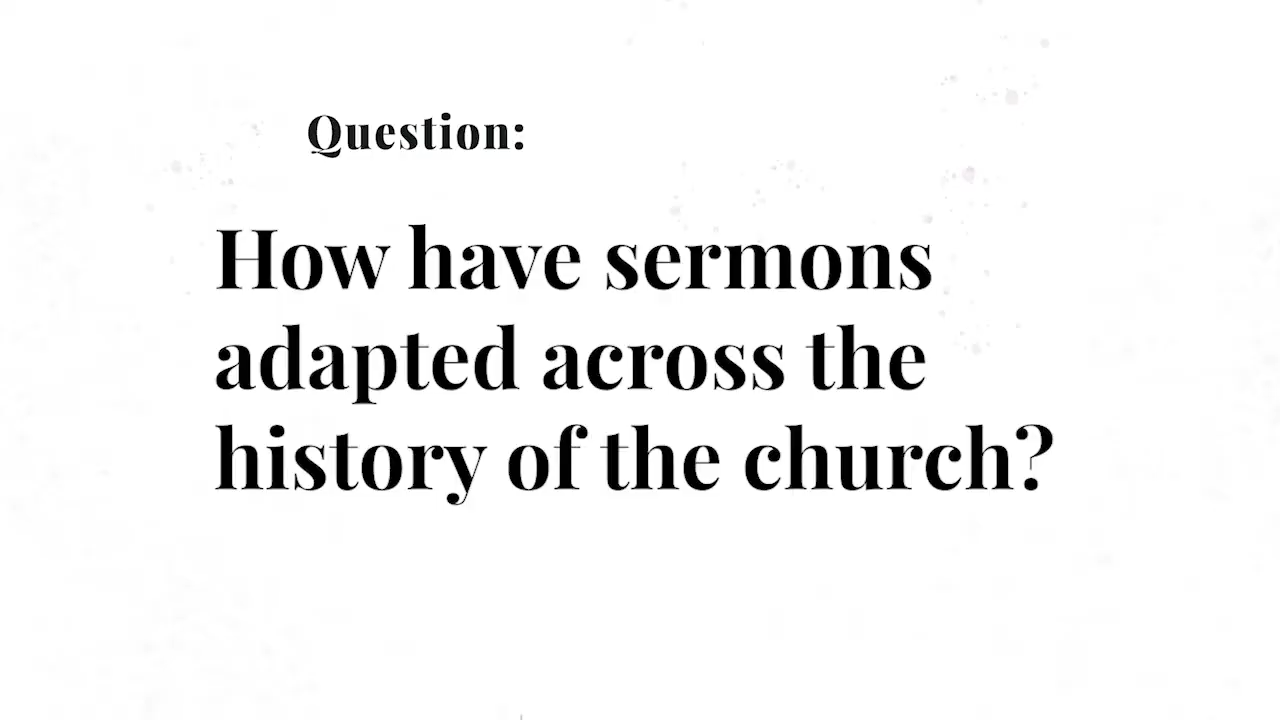 Question:
How have sermons
adapted across the
history of the church?